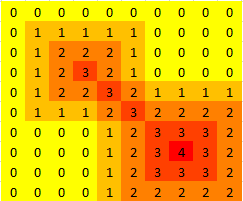 0 0 0 0 0 0 0 0 0 0
0 1 1 1 1 1 0 0 0 0
0 1 2 2 2 1 0 0 0 0
0 1 2 3 2 1 0 0 0 0
0 1 2 2 3 2 1 1 1 1
0 1 1 1 2 3 2 2 2 2
0 0 0 0 1 2 3 3 3 2
0 0 0 0 1 2 3 4 3 2
0 0 0 0 1 2 3 3 3 2
0 0 0 0 1 2 2 2 2 2